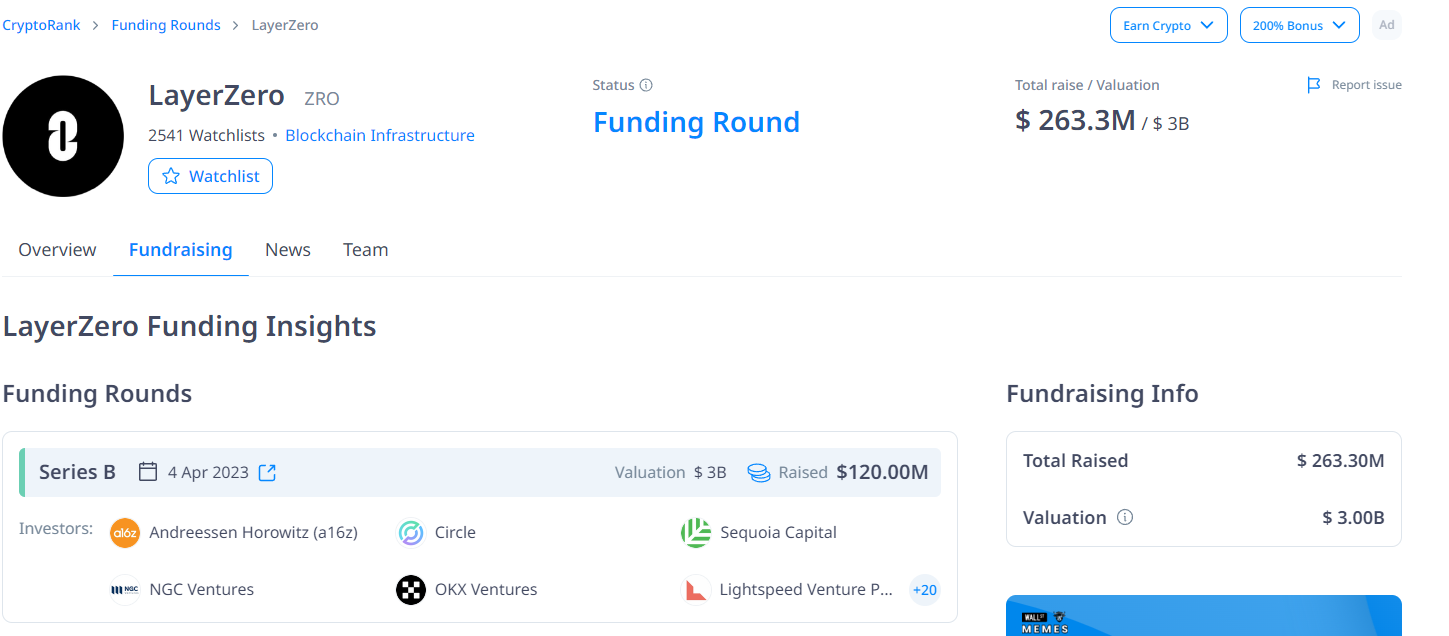 CryptoRank > Funding Rounds > LayerZero
Earn Crypto
200% Bonus
Ad
LayerZero ZRO
2541 Watchlists • Blockchain Infrastructure
Watchlist
Status
Funding Round
Total raise / Valuation
Report issue
$ 263.3M / $ 3B
Overview Fundraising News Team
LayerZero Funding Insights
Funding Rounds
Series B 4 Apr 2023 Valuation $ 3B Raised $120.00M
Investors: a16z Andreessen Horowitz (a16z) Circle Sequoia Capital
NGC NGC Ventures OKX Ventures Lightspeed Venture P... +20
Fundraising Info
Total Raised $ 263.30M
Valuation $ 3.00B
WALL ST
MEMES